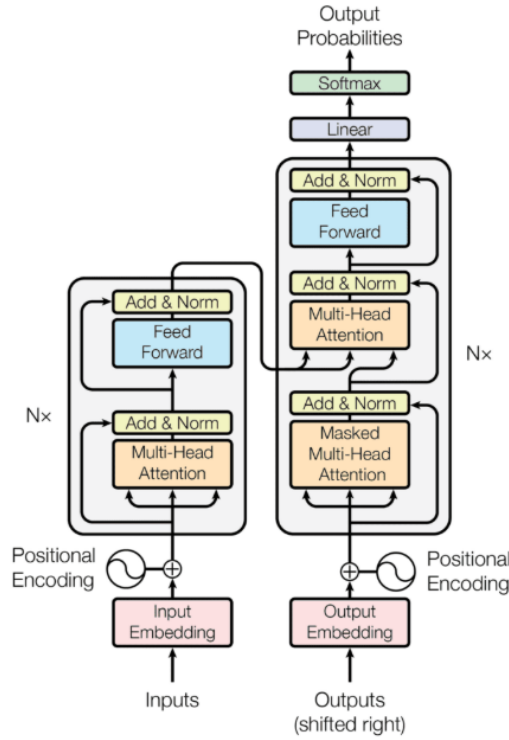 Output
Probabilities
Softmax
Linear
Add & Norm
Feed
Forward
Add & Norm
Multi-Head
Attention
Add & Norm
Masked
Multi-Head
Attention
N×
Add & Norm
Feed
Forward
Add & Norm
Multi-Head
Attention
N×
Positional
Encoding
Positional
Encoding
Input
Embedding
Output
Embedding
Inputs
Outputs
(shifted right)